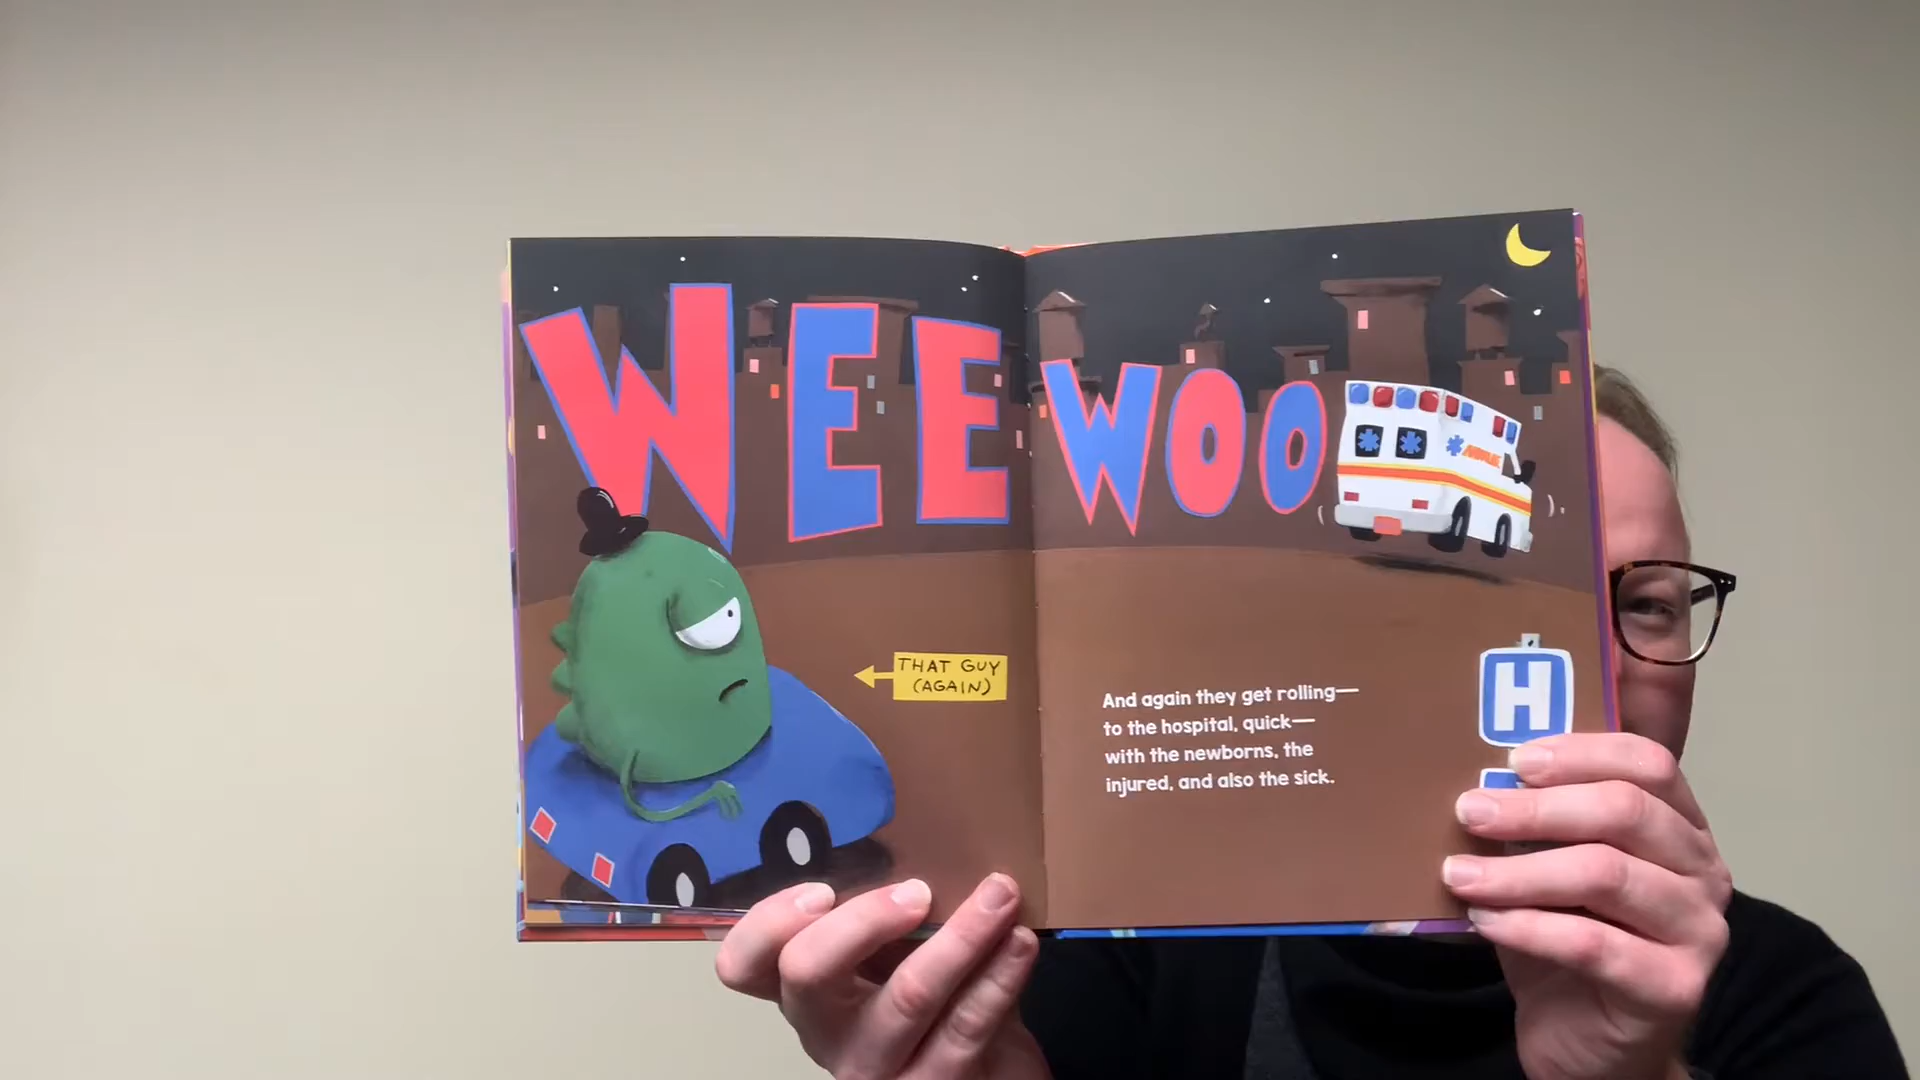 WEE WOO
THAT GUY
(AGAIN)
And again they get rolling—
to the hospital, quick—
with the newborns, the
injured, and also the sick.
H